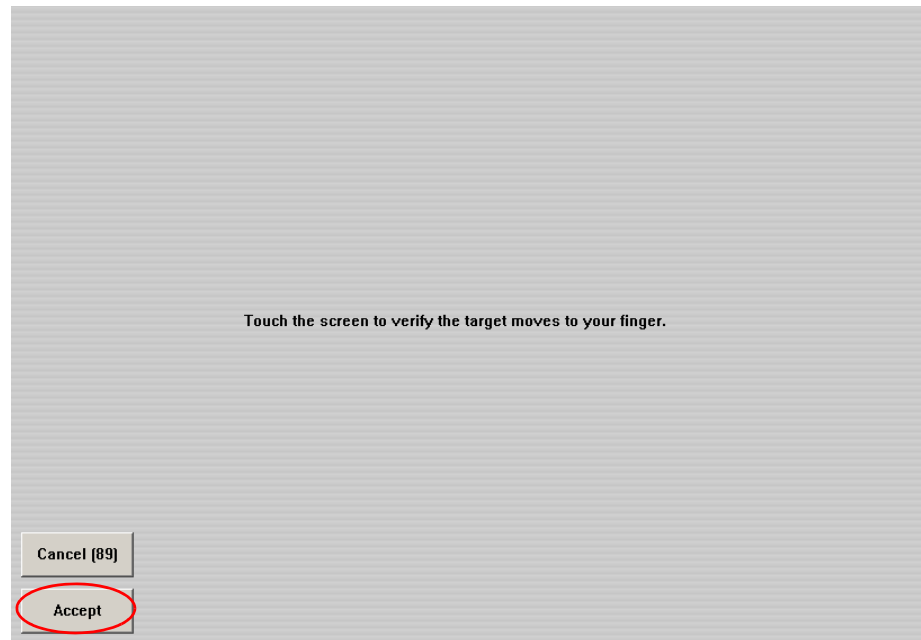 Touch the screen to verify the target moves to your finger.
Cancel (89)
Accept